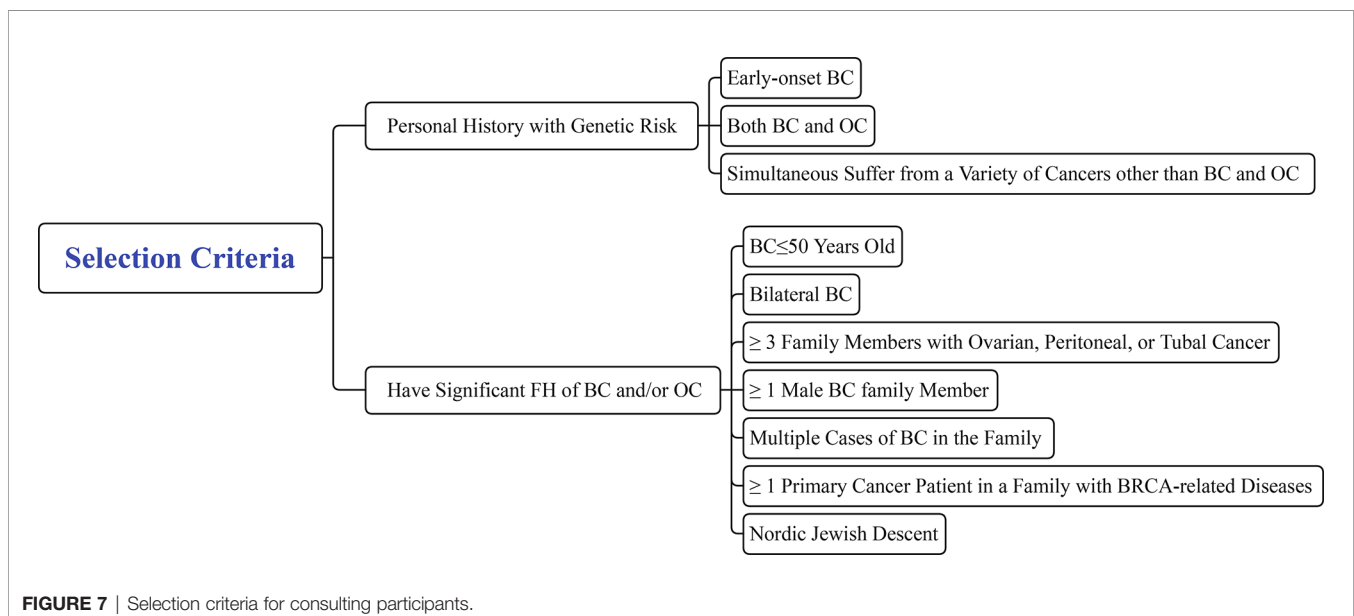 Selection Criteria
Personal History with Genetic Risk
Early-onset BC
Both BC and OC
Simultaneous Suffer from a Variety of Cancers other than BC and OC
Have Significant FH of BC and/or OC
BC≤50 Years Old
Bilateral BC
≥ 3 Family Members with Ovarian, Peritoneal, or Tubal Cancer
≥ 1 Male BC family Member
Multiple Cases of BC in the Family
≥ 1 Primary Cancer Patient in a Family with BRCA-related Diseases
Nordic Jewish Descent
FIGURE 7 | Selection criteria for consulting participants.